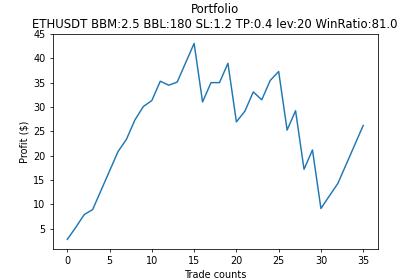 Portfolio
ETHUSDT BBM:2.5 BBL:180 SL:1.2 TP:0.4 lev:20 WinRatio:81.0
45
40
35
30
25
20
15
10
5
Profit ($)
0 5 10 15 20 25 30 35
Trade counts